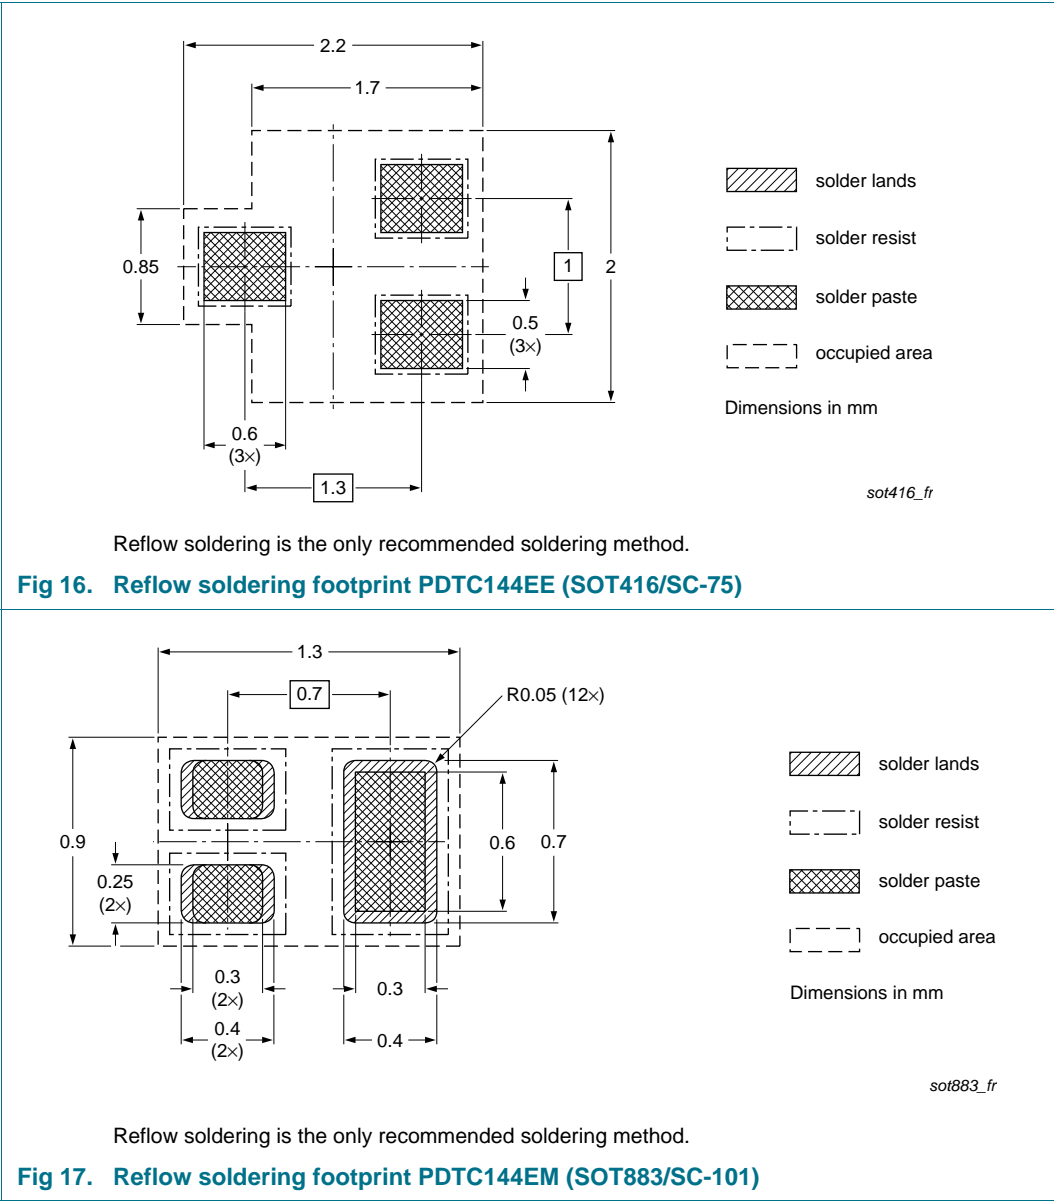 2.2
1.7
0.85
1
2
0.5
(3×)
0.6
(3×)
1.3
solder lands
solder resist
solder paste
occupied area
Dimensions in mm
sot416_fr
Reflow soldering is the only recommended soldering method.
Fig 16. Reflow soldering footprint PDTC144EE (SOT416/SC-75)
1.3
0.7
R0.05 (12×)
0.9
0.25
(2×)
0.6
0.7
0.3
(2×)
0.3
0.4
(2×)
0.4
solder lands
solder resist
solder paste
occupied area
Dimensions in mm
sot883_fr
Reflow soldering is the only recommended soldering method.
Fig 17. Reflow soldering footprint PDTC144EM (SOT883/SC-101)